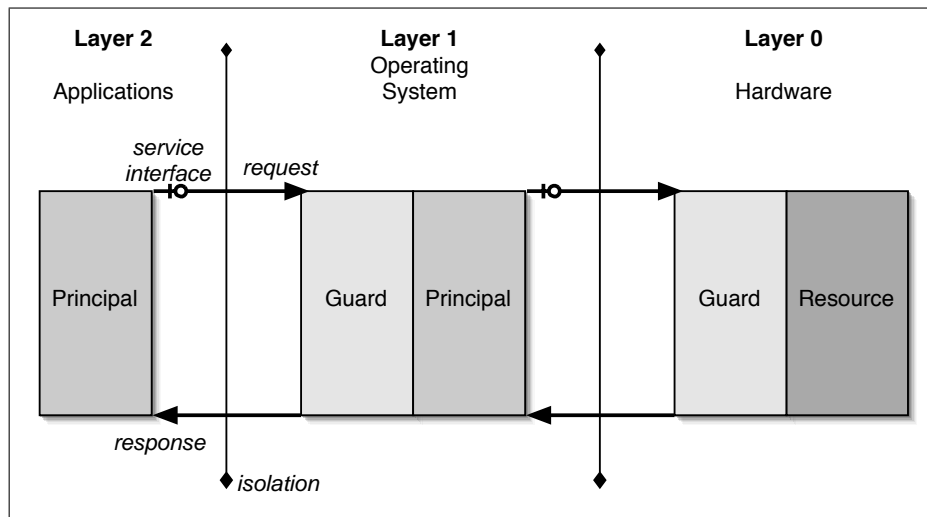 Layer 2
Applications
Layer 1
Operating
System
Layer 0
Hardware
service
interface
request
Principal
Guard
Principal
Guard
Resource
response
isolation